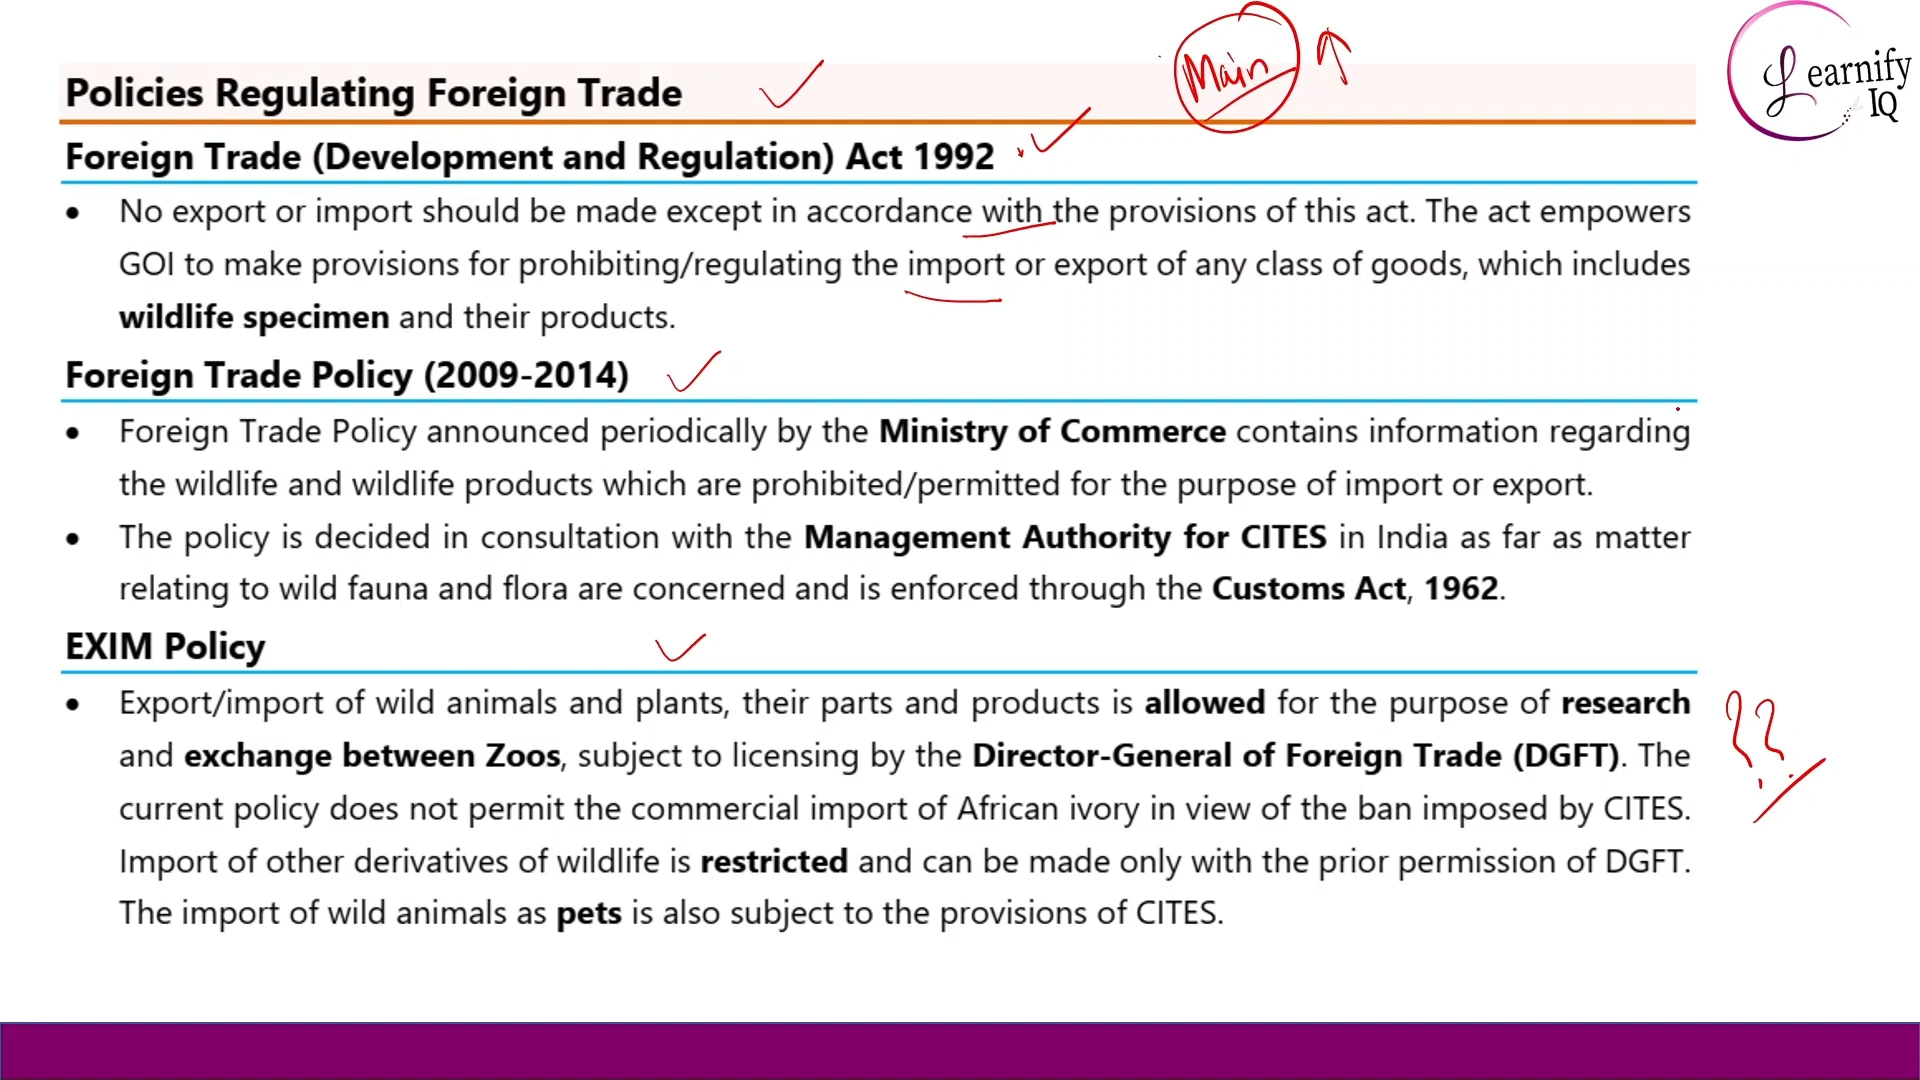 Main
Learnify
IQ
Policies Regulating Foreign Trade
Foreign Trade (Development and Regulation) Act 1992
• No export or import should be made except in accordance with the provisions of this act. The act empowers
GOI to make provisions for prohibiting/regulating the import or export of any class of goods, which includes
wildlife specimen and their products.
Foreign Trade Policy (2009-2014)
• Foreign Trade Policy announced periodically by the Ministry of Commerce contains information regarding
the wildlife and wildlife products which are prohibited/permitted for the purpose of import or export.
• The policy is decided in consultation with the Management Authority for CITES in India as far as matter
relating to wild fauna and flora are concerned and is enforced through the Customs Act, 1962.
EXIM Policy
• Export/import of wild animals and plants, their parts and products is allowed for the purpose of research
and exchange between Zoos, subject to licensing by the Director-General of Foreign Trade (DGFT). The
current policy does not permit the commercial import of African ivory in view of the ban imposed by CITES.
Import of other derivatives of wildlife is restricted and can be made only with the prior permission of DGFT.
The import of wild animals as pets is also subject to the provisions of CITES.
??